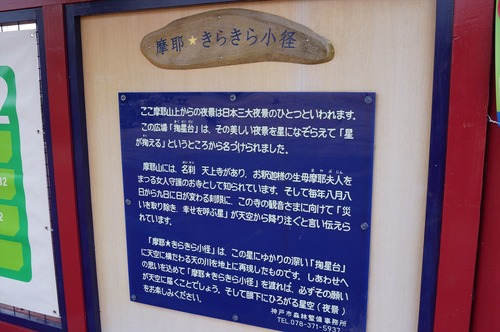 摩耶★きらきら小径
ここ摩耶山上からの夜景は日本三大夜景のひとつといわれます。
この広場「掬星台」は、その美しい夜景を星になぞらえて「星
が掬える」というところから名づけられました。
摩耶山には、名刹 天上寺があり、お釈迦様の生母摩耶夫人を
まつる女人守護のお寺として知られています。そして毎年八月八
日から九日に日が変わる刻限に、この寺の観音さまに向けて「災
いを取り除き、幸せを呼ぶ星」が天空から降り注ぐと言い伝えら
れています。
「摩耶★きらきら小径」は、この星にゆかりの深い「掬星台」
に天空に横たわる天の川を地上に再現したものです。しあわせへ
の思いを込めて「摩耶★きらきら小径」を渡れば、必ずその願い
が天空に届くことでしょう。そして眼下にひろがる星空(夜景)
をお楽しみください。
神戸市森林整備事務所
TEL.078-371-5937
2
32